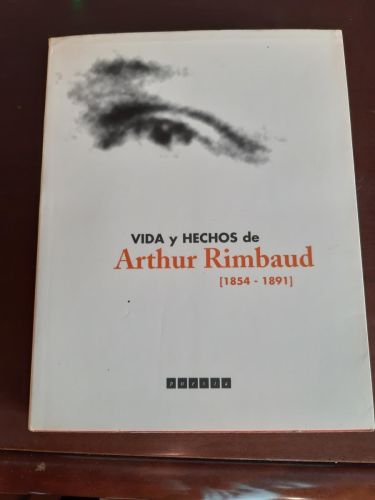 VIDA y HECHOS de
Arthur Rimbaud
[1854 - 1891]